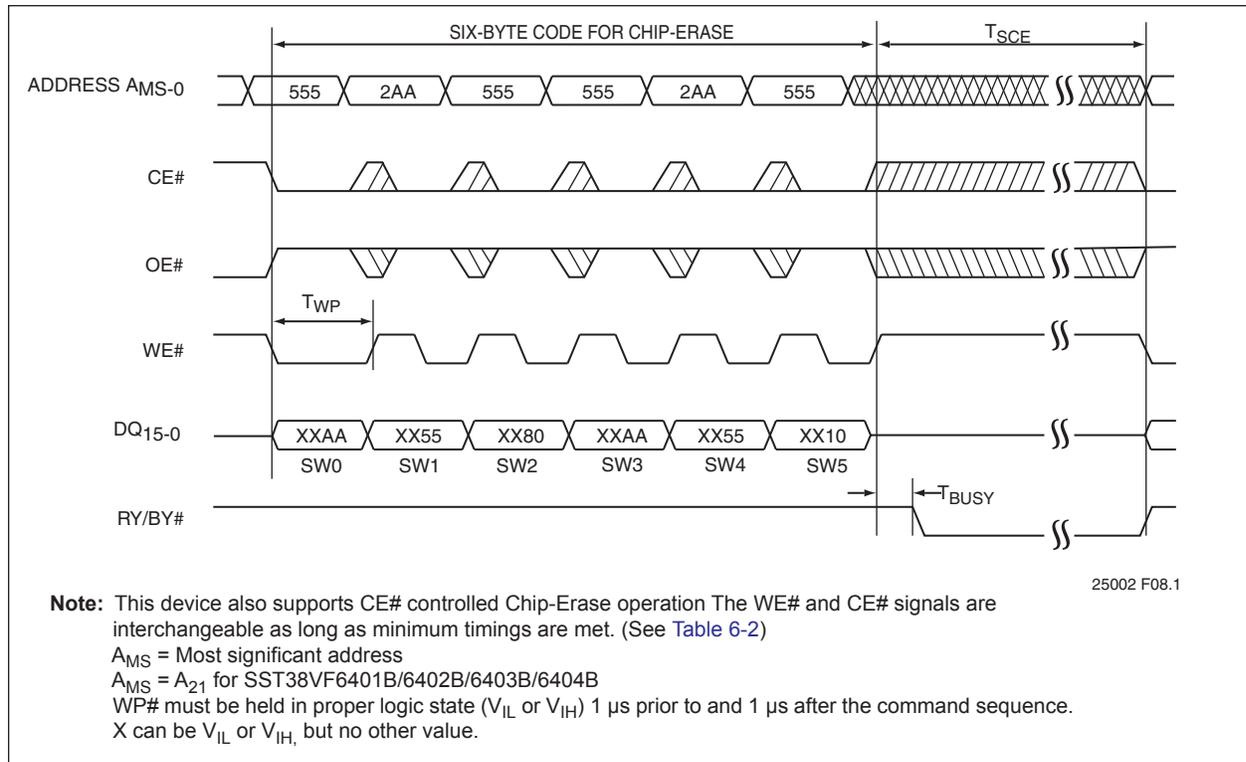 SIX-BYTE CODE FOR CHIP-ERASE
TSCE
ADDRESS AMS-0
555 2AA 555 555 2AA 555
CE#
OE#
TWP
WE#
DQ15-0
XXAA XX55 XX80 XXAA XX55 XX10
SW0 SW1 SW2 SW3 SW4 SW5
TBUSY
RY/BY#
25002 F08.1
Note: This device also supports CE# controlled Chip-Erase operation The WE# and CE# signals are
interchangeable as long as minimum timings are met. (See Table 6-2)
AMS = Most significant address
AMS = A21 for SST38VF6401B/6402B/6403B/6404B
WP# must be held in proper logic state (VIL or VIH) 1 µs prior to and 1 µs after the command sequence.
X can be VIL or VIH, but no other value.